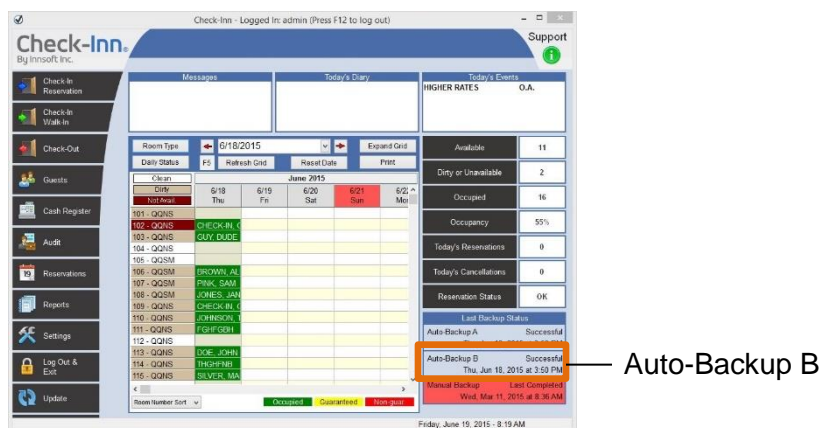 Check-Inn - Logged In: admin (Press F12 to log out)
Check-Inn.
By Innsoft Inc.
Support
Check-In
Reservation
Check-In
Walk-In
Check-Out
Guests
Cash Register
Audit
19
Reservations
Reports
Settings
Log Out &
Exit
Update
Messages
Today's Diary
Today's Events
HIGHER RATES O.A.
Room Type
6/18/2015
Expand Grid
Daily Status
F5 Refresh Grid
Reset Date
Print
Clean
Dirty
Not Avail.
June 2015
6/18 6/19 6/20 6/21
Thu Fri Sat Sun
101 - QQNS
102 - QQNS CHECK-IN,
103 - QQNS GUY, DUDE
104 - QQNS
105 - QQSM
106 - QQSM BROWN, AL
107 - QQSM PINK, SAM
108 - QQSM JONES, JAN
109 - QQNS CHECK-IN,
110 - QQNS JOHNSON,
111 - QQNS FGHFGBH
112 - QQNS
113 - QQNS DOE, JOHN
114 - QQNS THGHFNB
115 - QQNS SILVER, MA
Room Number Sort
Occupied Guaranteed Non-guar
Available 11
Dirty or Unavailable 2
Occupied 16
Occupancy 55%
Today's Reservations 0
Today's Cancellations 0
Reservation Status OK
Last Backup Status
Auto-Backup A Successful
Auto-Backup B Successful
Thu, Jun 18, 2015 at 3:50 PM
Manual Backup Last Completed
Wed, Mar 11, 2015 at 8:36 AM
Friday, June 19, 2015 - 8:19 AM
Auto-Backup B